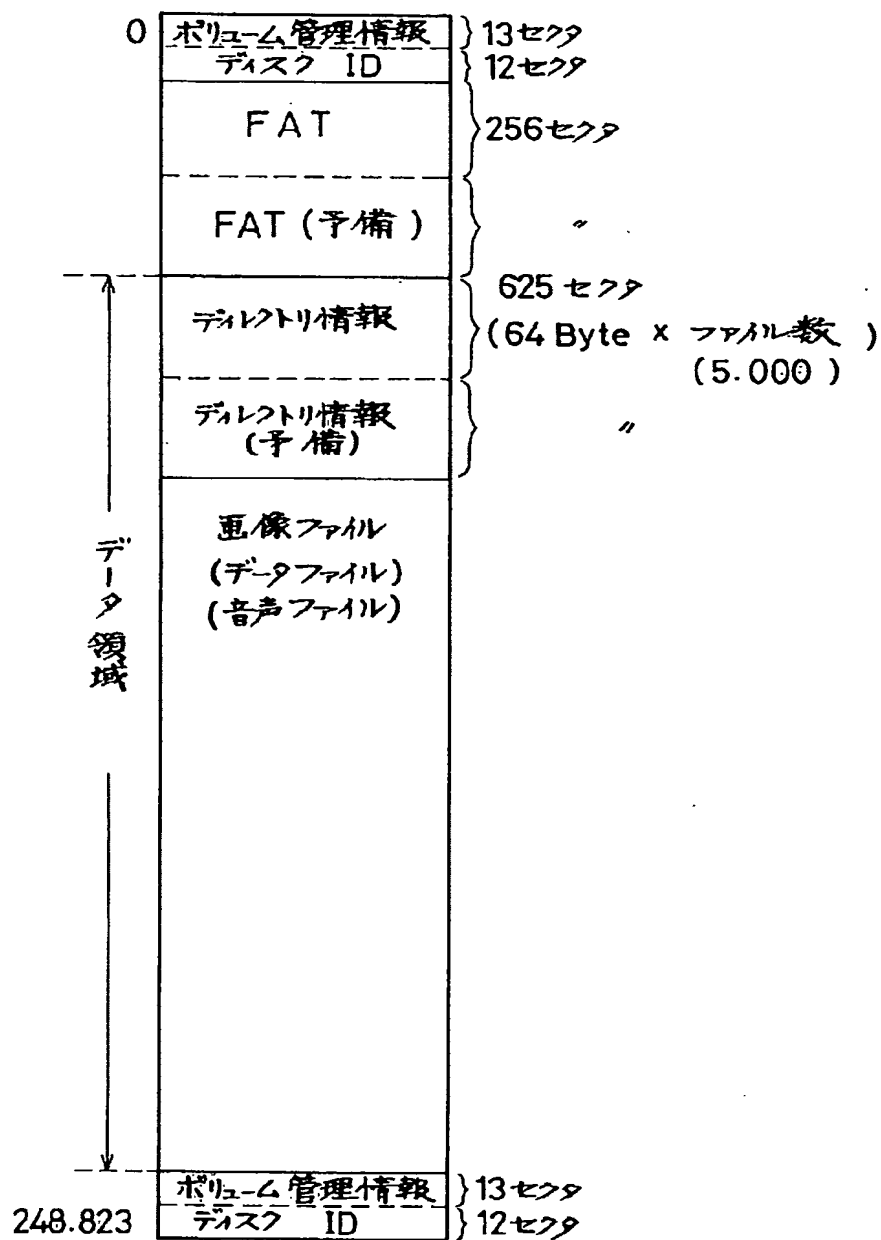 0 ボリューム管理情報 13セクタ
ディスク ID 12セクタ
FAT 256セクタ
FAT (予備) 〃
625セクタ
ディレクトリ情報 (64 Byte × ファイル数)
(5.000)
ディレクトリ情報 〃
(予備)
画像ファイル
(データファイル)
(音声ファイル)
データ領域
ボリューム管理情報 13セクタ
248.823 ディスク ID 12セクタ